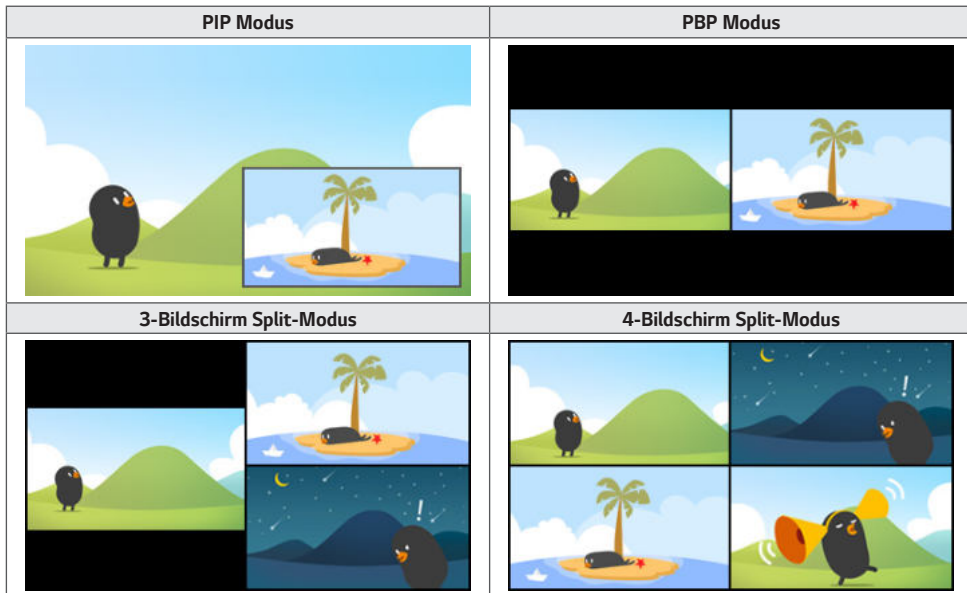 PIP Modus
PBP Modus
3-Bildschirm Split-Modus
4-Bildschirm Split-Modus
!
!